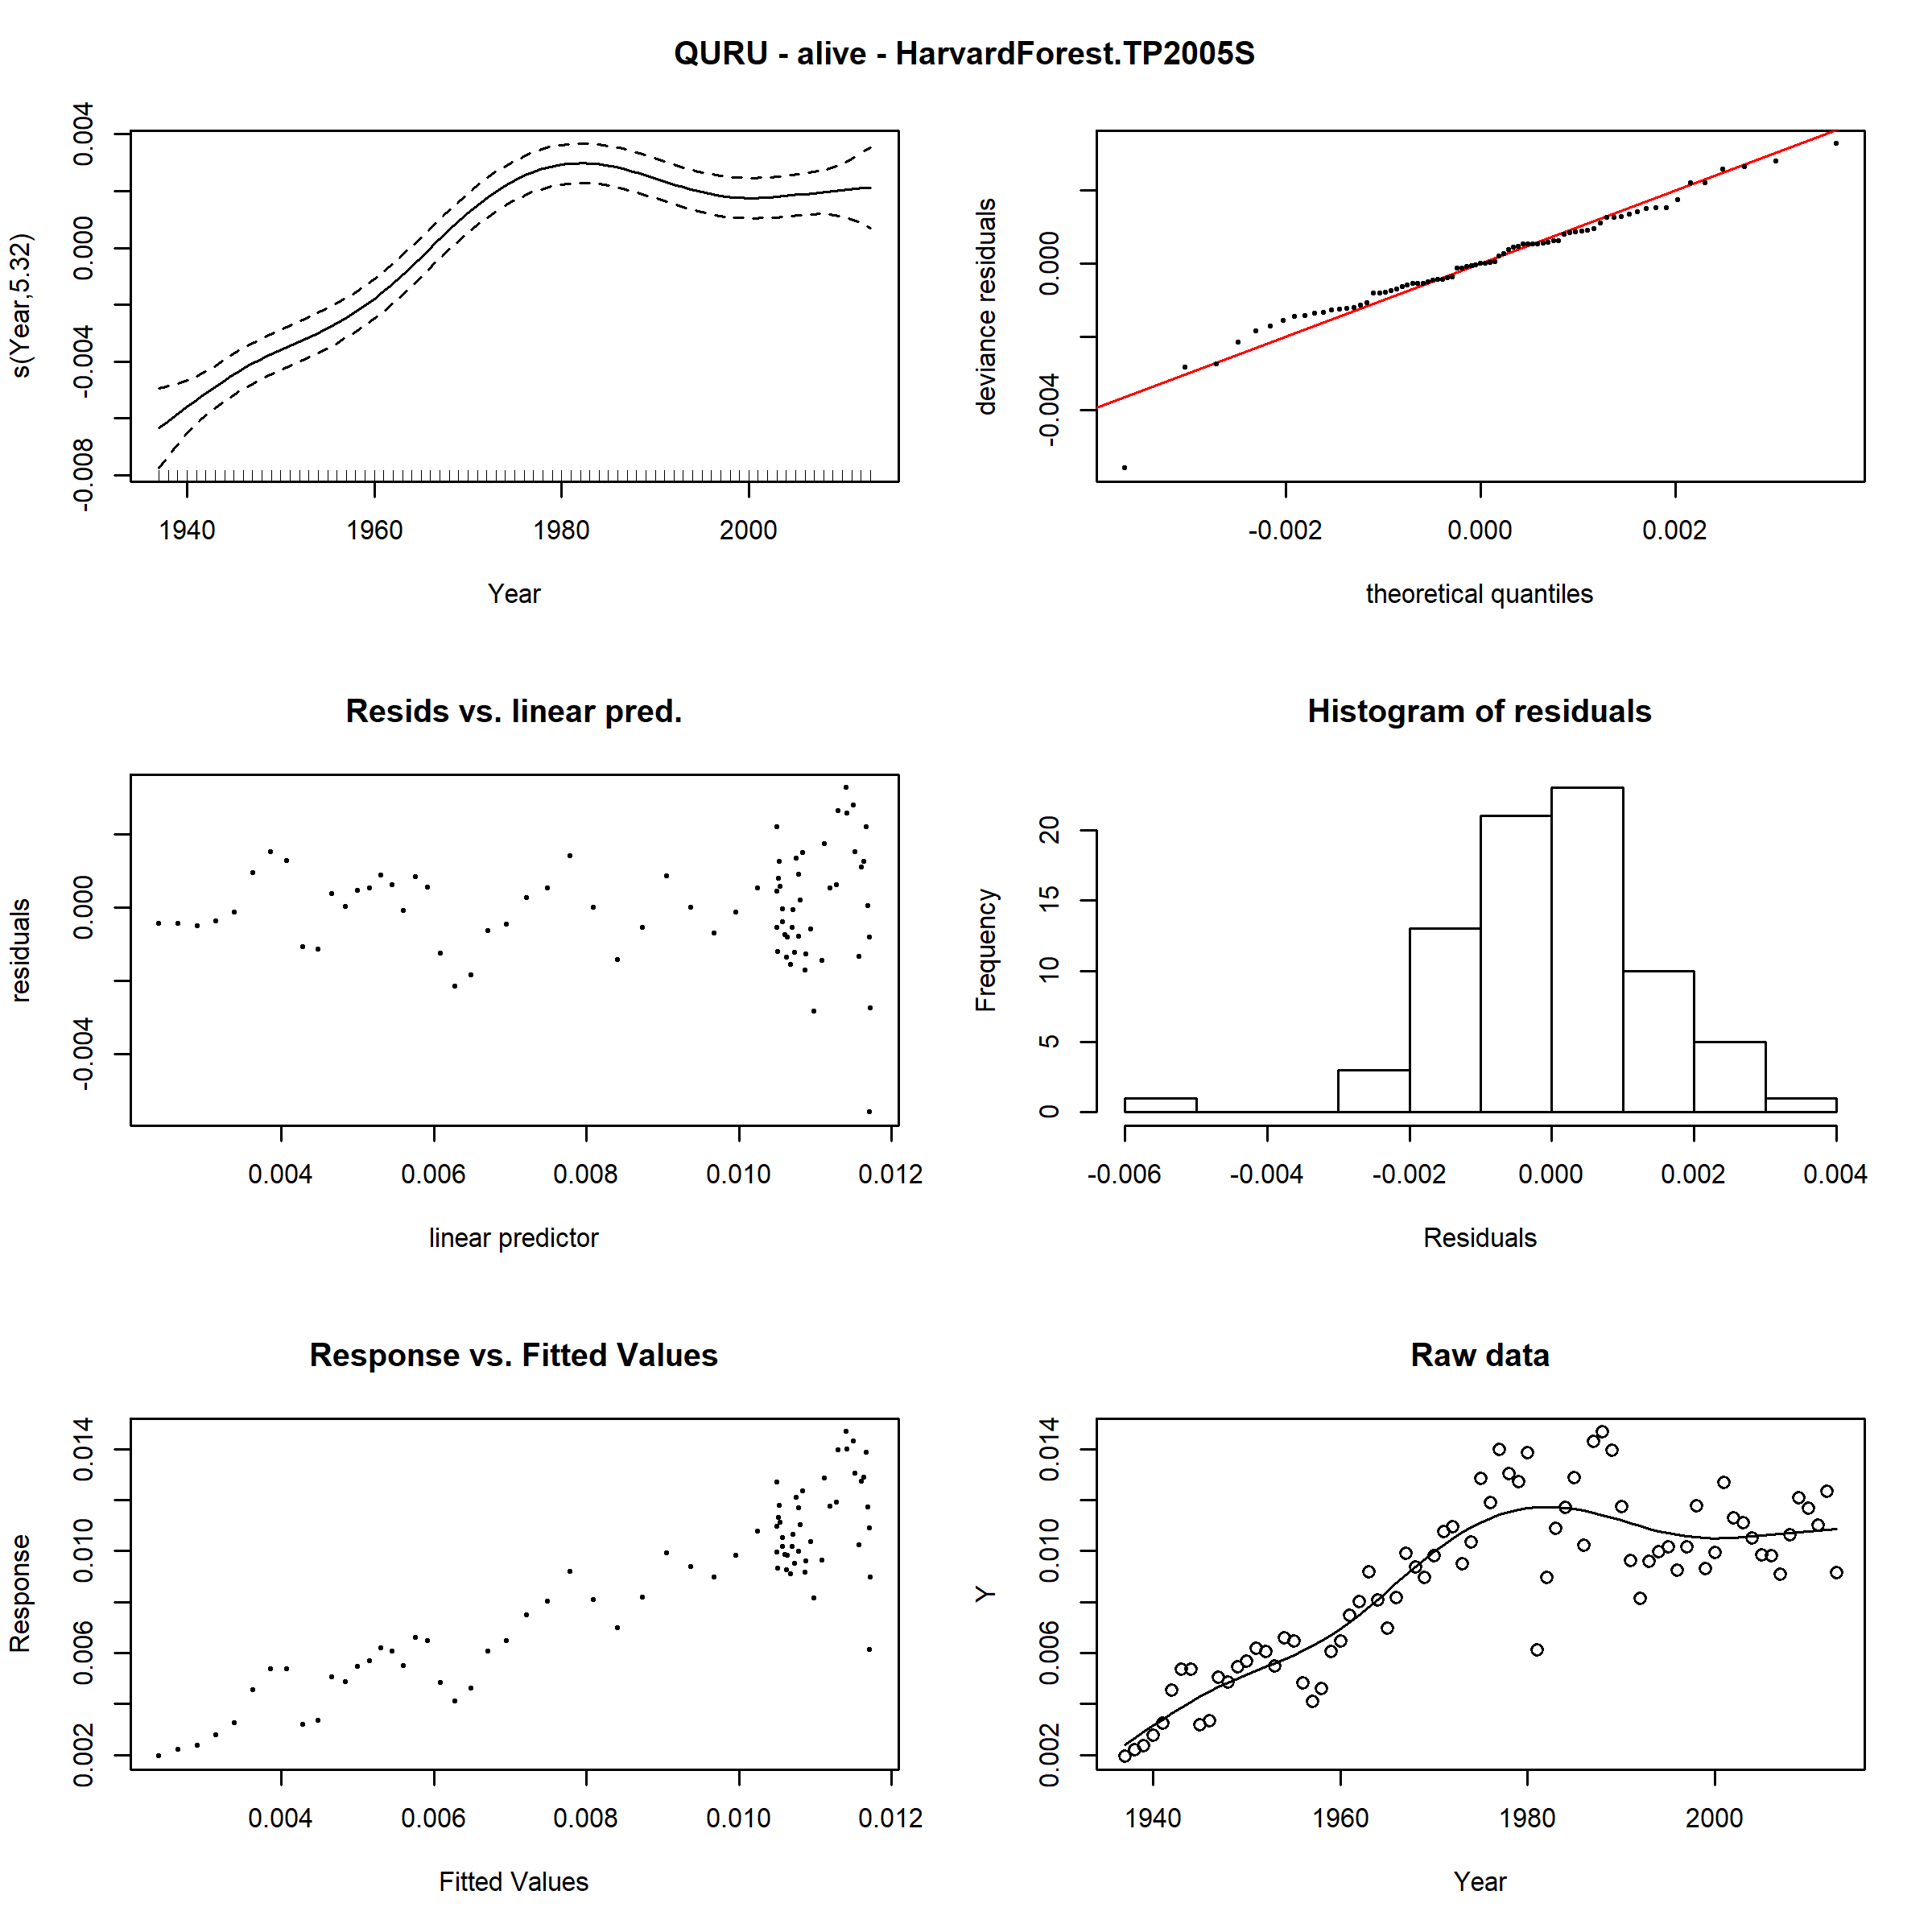 QURU - alive - HarvardForest.TP2005S
s(Year,5.32)
-0.008 -0.004 0.000 0.004
1940 1960 1980 2000
Year
deviance residuals
-0.004 0.000
-0.002 0.000 0.002
theoretical quantiles
Resids vs. linear pred.
residuals
-0.004 0.000
0.004 0.006 0.008 0.010 0.012
linear predictor
Histogram of residuals
Frequency
0 5 10 15 20
-0.006 -0.004 -0.002 0.000 0.002 0.004
Residuals
Response vs. Fitted Values
Response
0.002 0.006 0.010 0.014
0.004 0.006 0.008 0.010 0.012
Fitted Values
Raw data
Y
0.002 0.006 0.010 0.014
1940 1960 1980 2000
Year